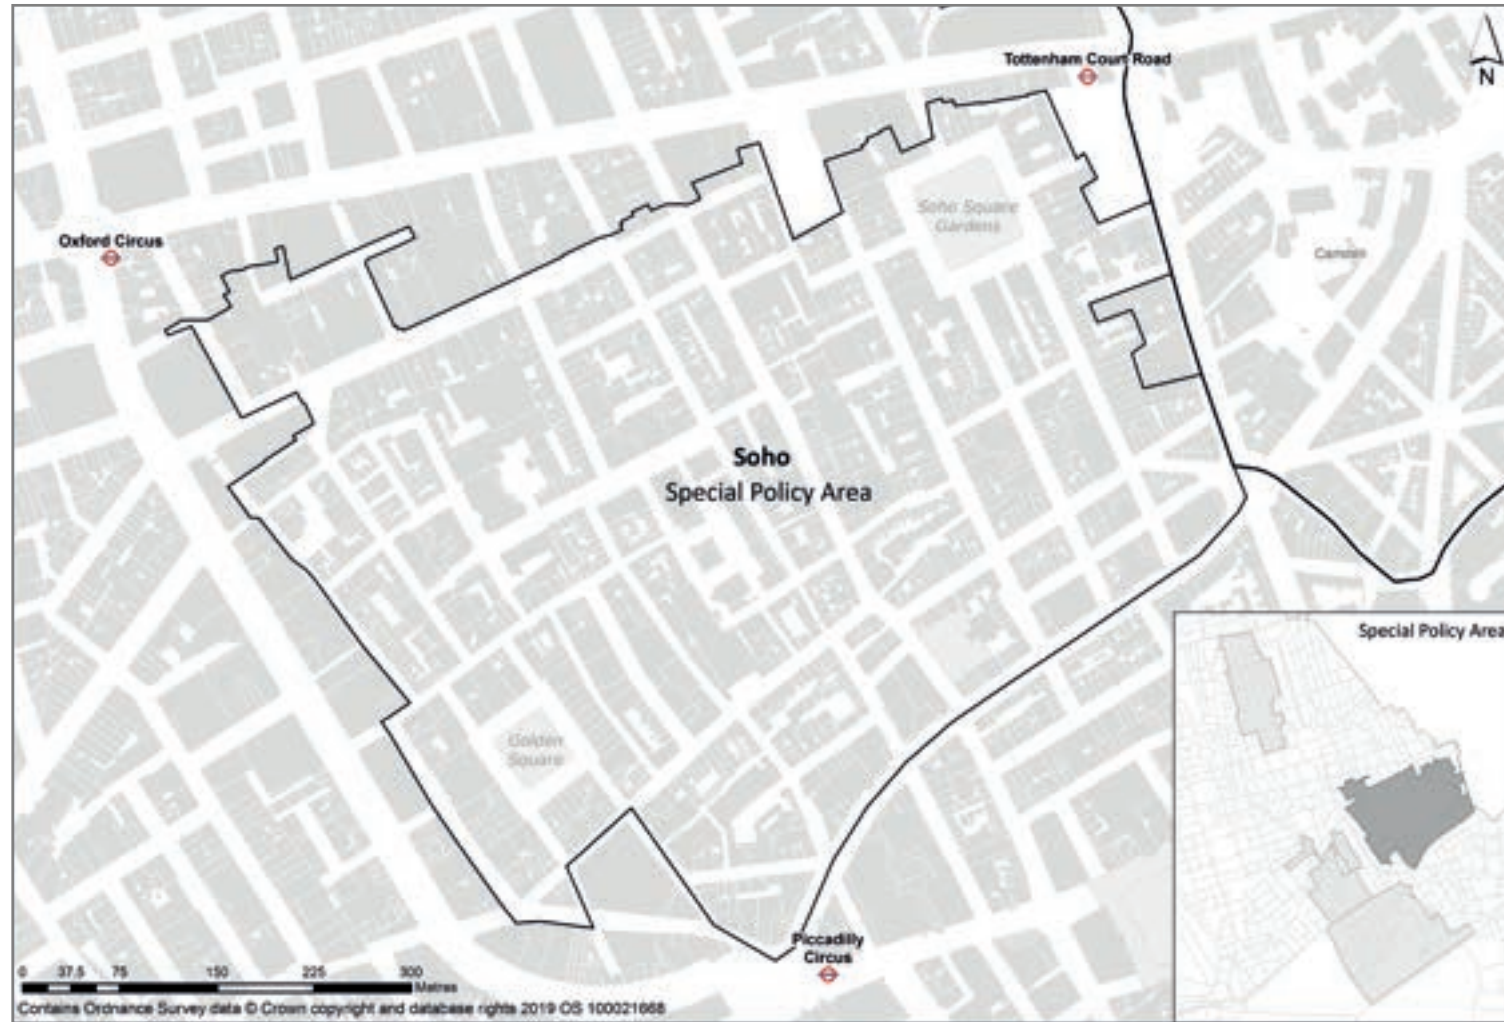 Tottenham Court Road
N
Oxford Circus
Soho Square
Gardens
Camden
Soho
Special Policy Area
Special Policy Area
Golden
Square
Piccadilly
Circus
0 37.5 75 150 225 300
Metres
Contains Ordnance Survey data © Crown copyright and database rights 2019 OS 100021668